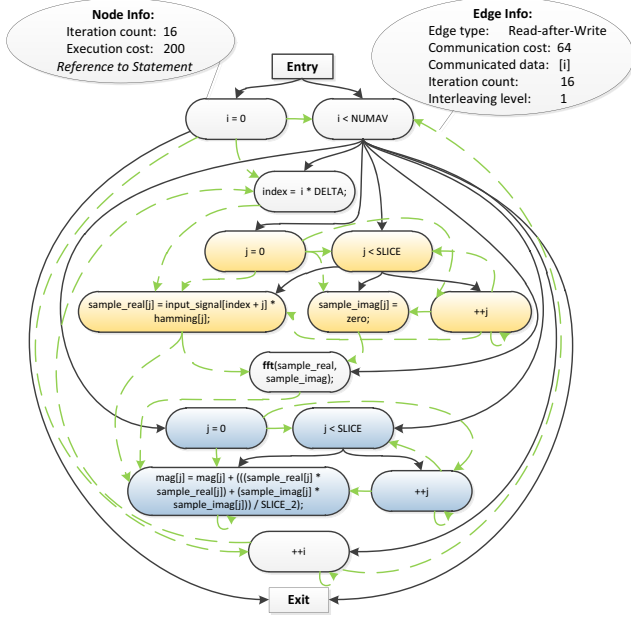 Node Info:
Iteration count: 16
Execution cost: 200
Reference to Statement
Edge Info:
Edge type: Read-after-Write
Communication cost: 64
Communicated data: [i]
Iteration count: 16
Interleaving level: 1
Entry
i = 0
i < NUMAV
index = i * DELTA;
j = 0
j < SLICE
sample_real[j] = input_signal[index + j] *
hamming[j];
sample_imag[j] =
zero;
++j
fft(sample_real,
sample_imag);
j = 0
j < SLICE
mag[j] = mag[j] + (((sample_real[j] *
sample_real[j]) + (sample_imag[j] *
sample_imag[j])) / SLICE_2);
++j
++i
Exit